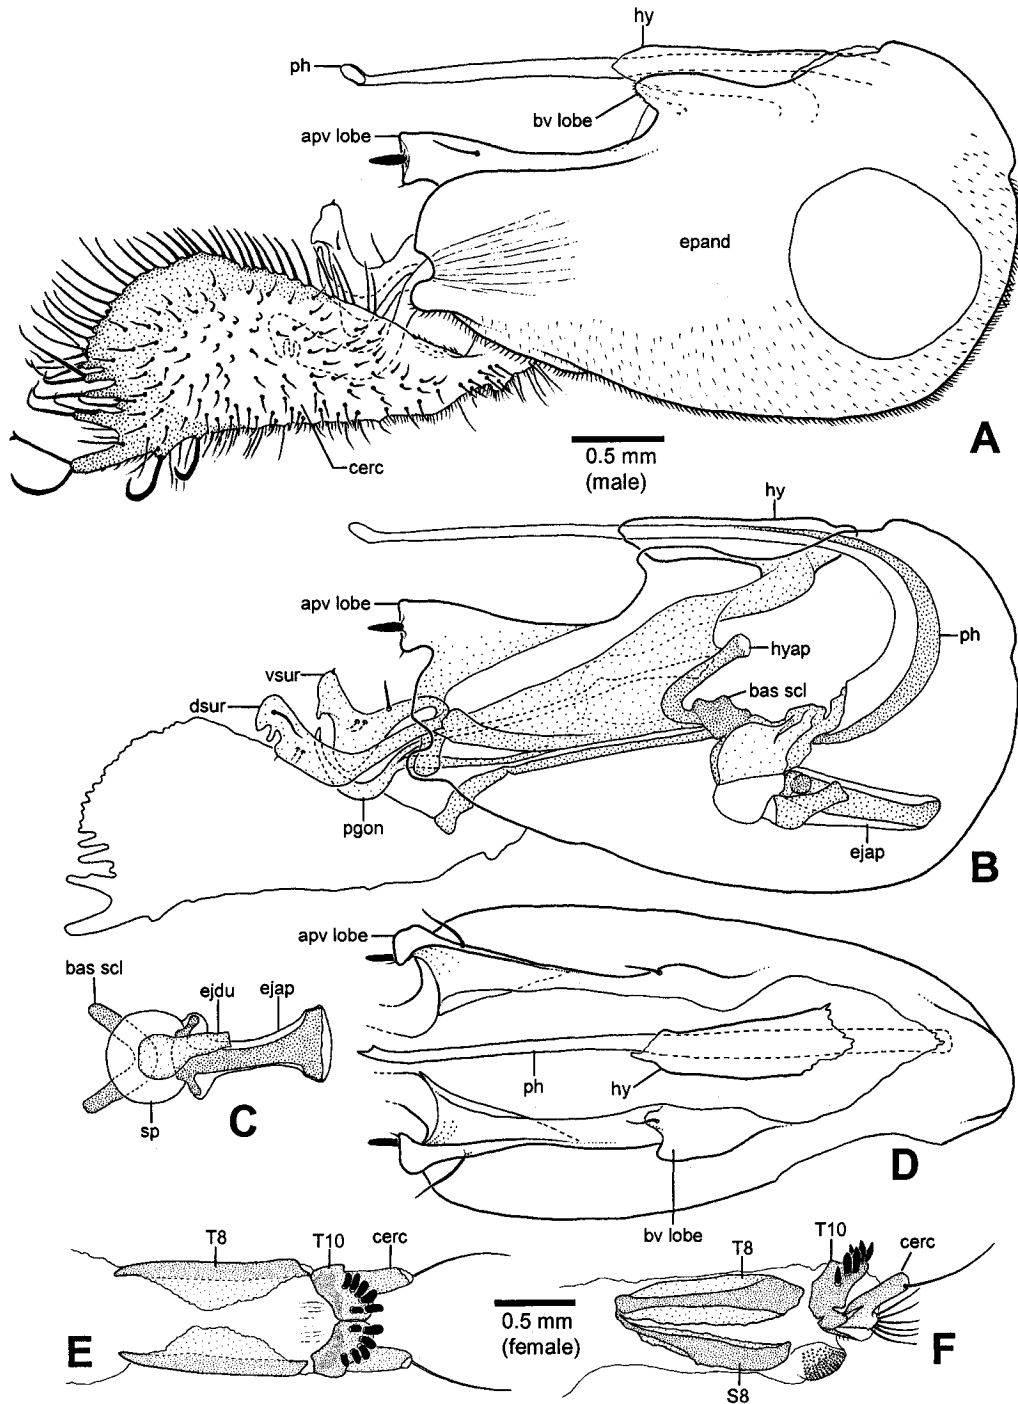 hy
ph
bv lobe
apv lobe
epand
A
0.5 mm
(male)
cerc
hy
apv lobe
ph
hyap
vsur
bas scl
dsur
pgon
ejap
B
apv lobe
bas scl
ejdu
ejap
ph
hy
sp
C
D
bv lobe
T8
T10
cerc
T8
T10
cerc
0.5 mm
(female)
E
F
S8